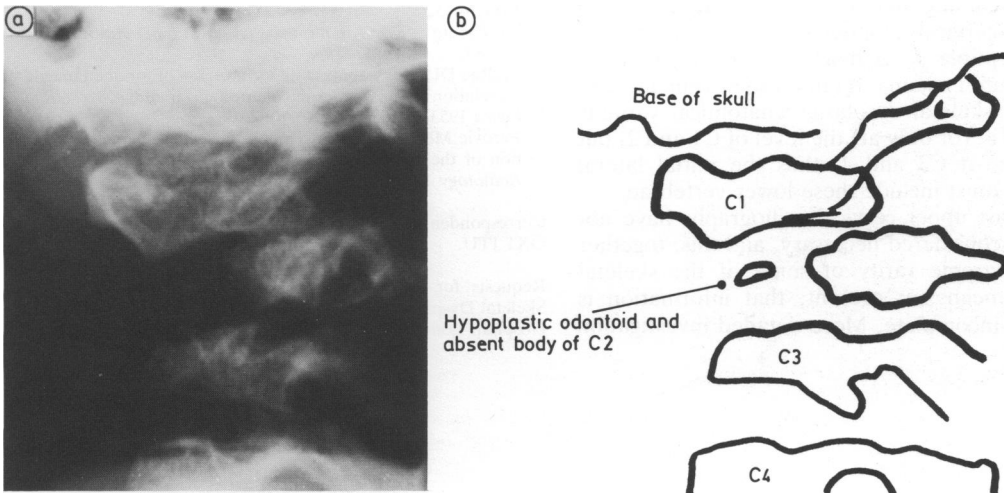 a
b
Base of skull
C1
Hypoplastic odontoid and
absent body of C2
C3
C4